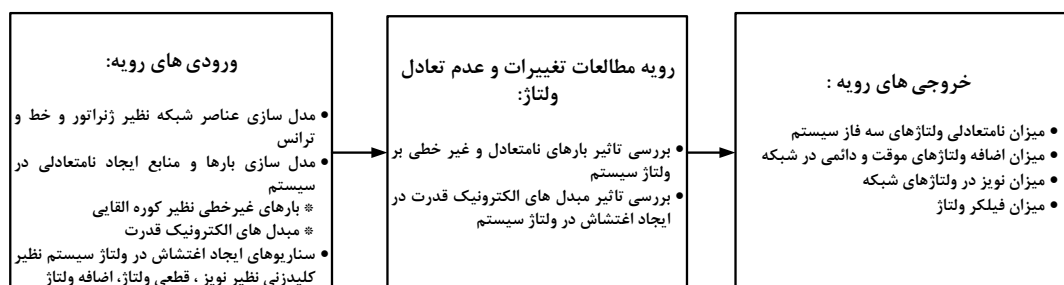 ورودی های رویه:
• مدل سازی عناصر شبکه نظیر ژنراتور و خط و
ترانس
• مدل سازی بارها و منابع ایجاد نامتعادلی در
سیستم
* بارهای غیرخطی نظیر کوره القایی
* مبدل های الکترونیک قدرت
• سناریوهای ایجاد اغتشاش در ولتاژ سیستم نظیر
کلیدزنی نظیر نویز ، قطعی ولتاژ، اضافه ولتاژ
رویه مطالعات تغییرات و عدم تعادل
ولتاژ:
• بررسی تاثیر بارهای نامتعادل و غیر خطی بر
ولتاژ سیستم
• بررسی تاثیر مبدل های الکترونیک قدرت در
ایجاد اغتشاش در ولتاژ سیستم
خروجی های رویه :
• میزان نامتعادلی ولتاژهای سه فاز سیستم
• میزان اضافه ولتاژهای موقت و دائمی در شبکه
• میزان نویز در ولتاژهای شبکه
• میزان فیلکر ولتاژ